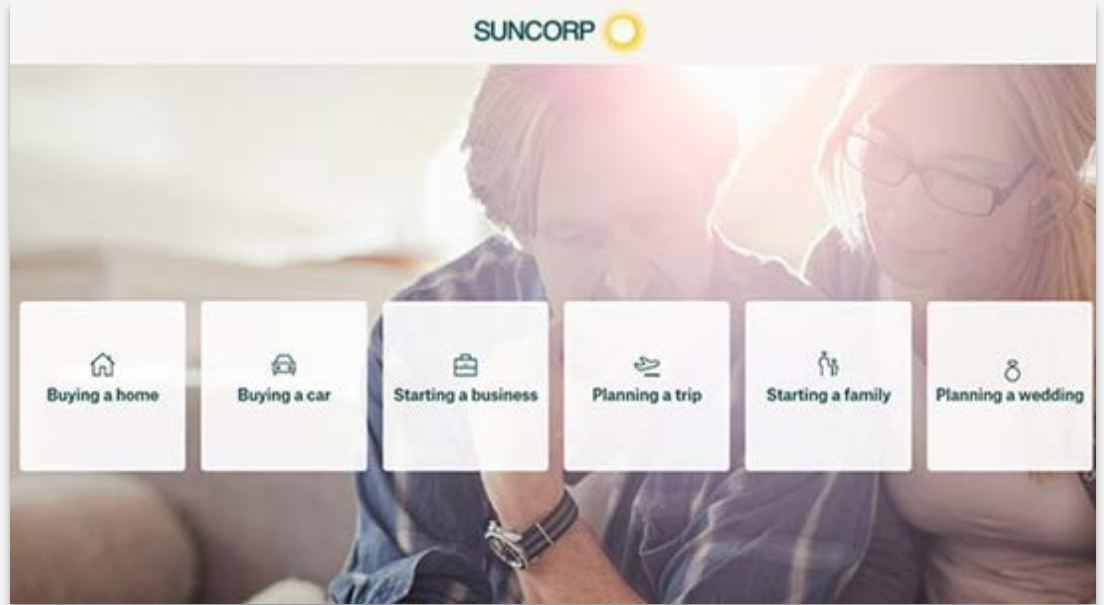 SUNCORP
Buying a home
Buying a car
Starting a business
Planning a trip
Starting a family
Planning a wedding